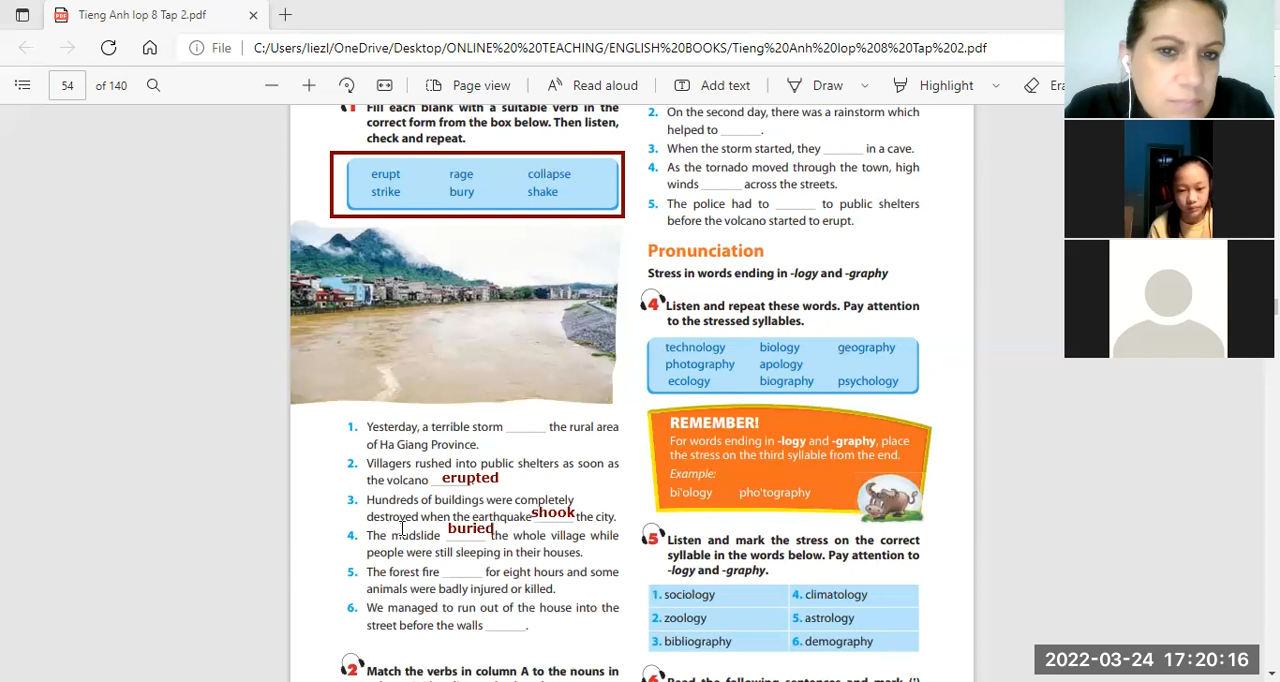 Tieng Anh lop 8 Tap 2.pdf
File
C:/Users/liezl/OneDrive/Desktop/ONLINE%20%20TEACHING/ENGLISH%20BOOKS/Tieng%20Anh%20lop%208%20Tap%202.pdf
54 of 140
Page view
Read aloud
Add text
Draw
Highlight
Era
1 Fill each blank with a suitable verb in the
correct form from the box below. Then listen,
check and repeat.
erupt rage collapse
strike bury shake
1. Yesterday, a terrible storm ______ the rural area
of Ha Giang Province.
2. Villagers rushed into public shelters as soon as
the volcano erupted
3. Hundreds of buildings were completely
destroyed when the earthquake shook the city.
4. The mudslide buried the whole village while
people were still sleeping in their houses.
5. The forest fire ______ for eight hours and some
animals were badly injured or killed.
6. We managed to run out of the house into the
street before the walls ______.
2 Match the verbs in column A to the nouns in
2. On the second day, there was a rainstorm which
helped to ______.
3. When the storm started, they ______ in a cave.
4. As the tornado moved through the town, high
winds ______ across the streets.
5. The police had to ______ to public shelters
before the volcano started to erupt.
Pronunciation
Stress in words ending in -logy and -graphy
4 Listen and repeat these words. Pay attention
to the stressed syllables.
technology biology geography
photography apology
ecology biography psychology
REMEMBER!
For words ending in -logy and -graphy, place
the stress on the third syllable from the end.
Example:
bi'ology pho'tography
5 Listen and mark the stress on the correct
syllable in the words below. Pay attention to
-logy and -graphy.
1. sociology 4. climatology
2. zoology 5. astrology
3. bibliography 6. demography
2022-03-24 17:20:16